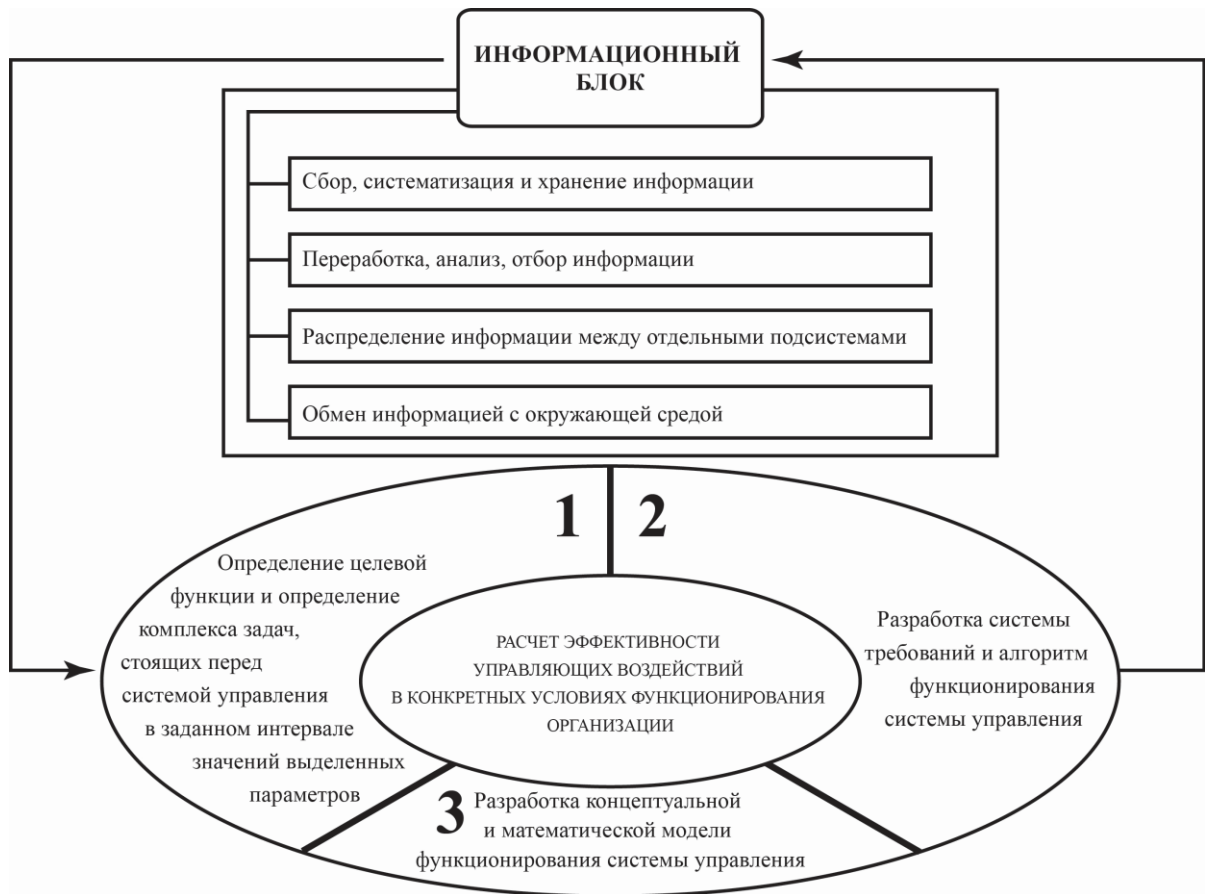 ИНФОРМАЦИОННЫЙ
БЛОК
Сбор, систематизация и хранение информации
Переработка, анализ, отбор информации
Распределение информации между отдельными подсистемами
Обмен информацией с окружающей средой
1
Определение целевой
функции и определение
комплекса задач,
стоящих перед
системой управления
в заданном интервале
значений выделенных
параметров
2
Разработка системы
требований и алгоритм
функционирования
системы управления
РАСЧЕТ ЭФФЕКТИВНОСТИ
УПРАВЛЯЮЩИХ ВОЗДЕЙСТВИЙ
В КОНКРЕТНЫХ УСЛОВИЯХ ФУНКЦИОНИРОВАНИЯ
ОРГАНИЗАЦИИ
3
Разработка концептуальной
и математической модели
функционирования системы управления